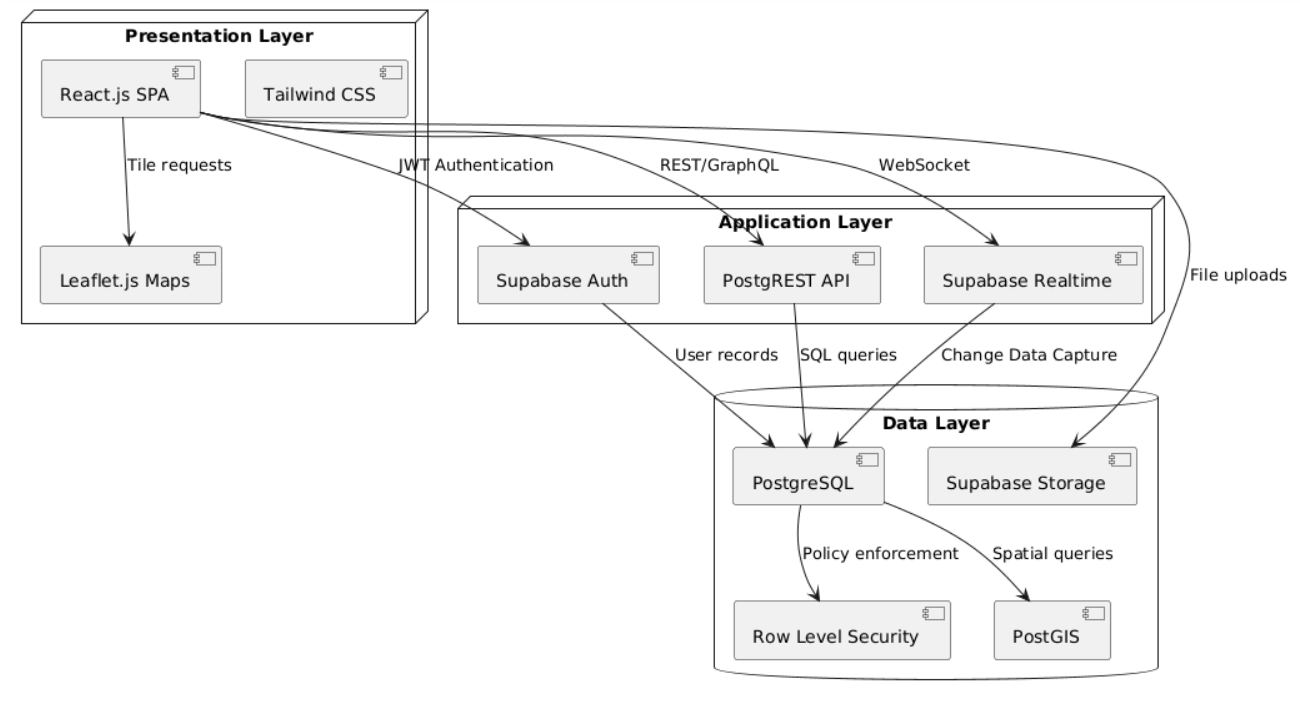 Presentation Layer
React.js SPA
Tailwind CSS
Tile requests
JWT Authentication
REST/GraphQL
WebSocket
Application Layer
Leaflet.js Maps
Supabase Auth
PostgREST API
Supabase Realtime
File uploads
User records
SQL queries
Change Data Capture
Data Layer
PostgreSQL
Supabase Storage
Policy enforcement
Spatial queries
Row Level Security
PostGIS